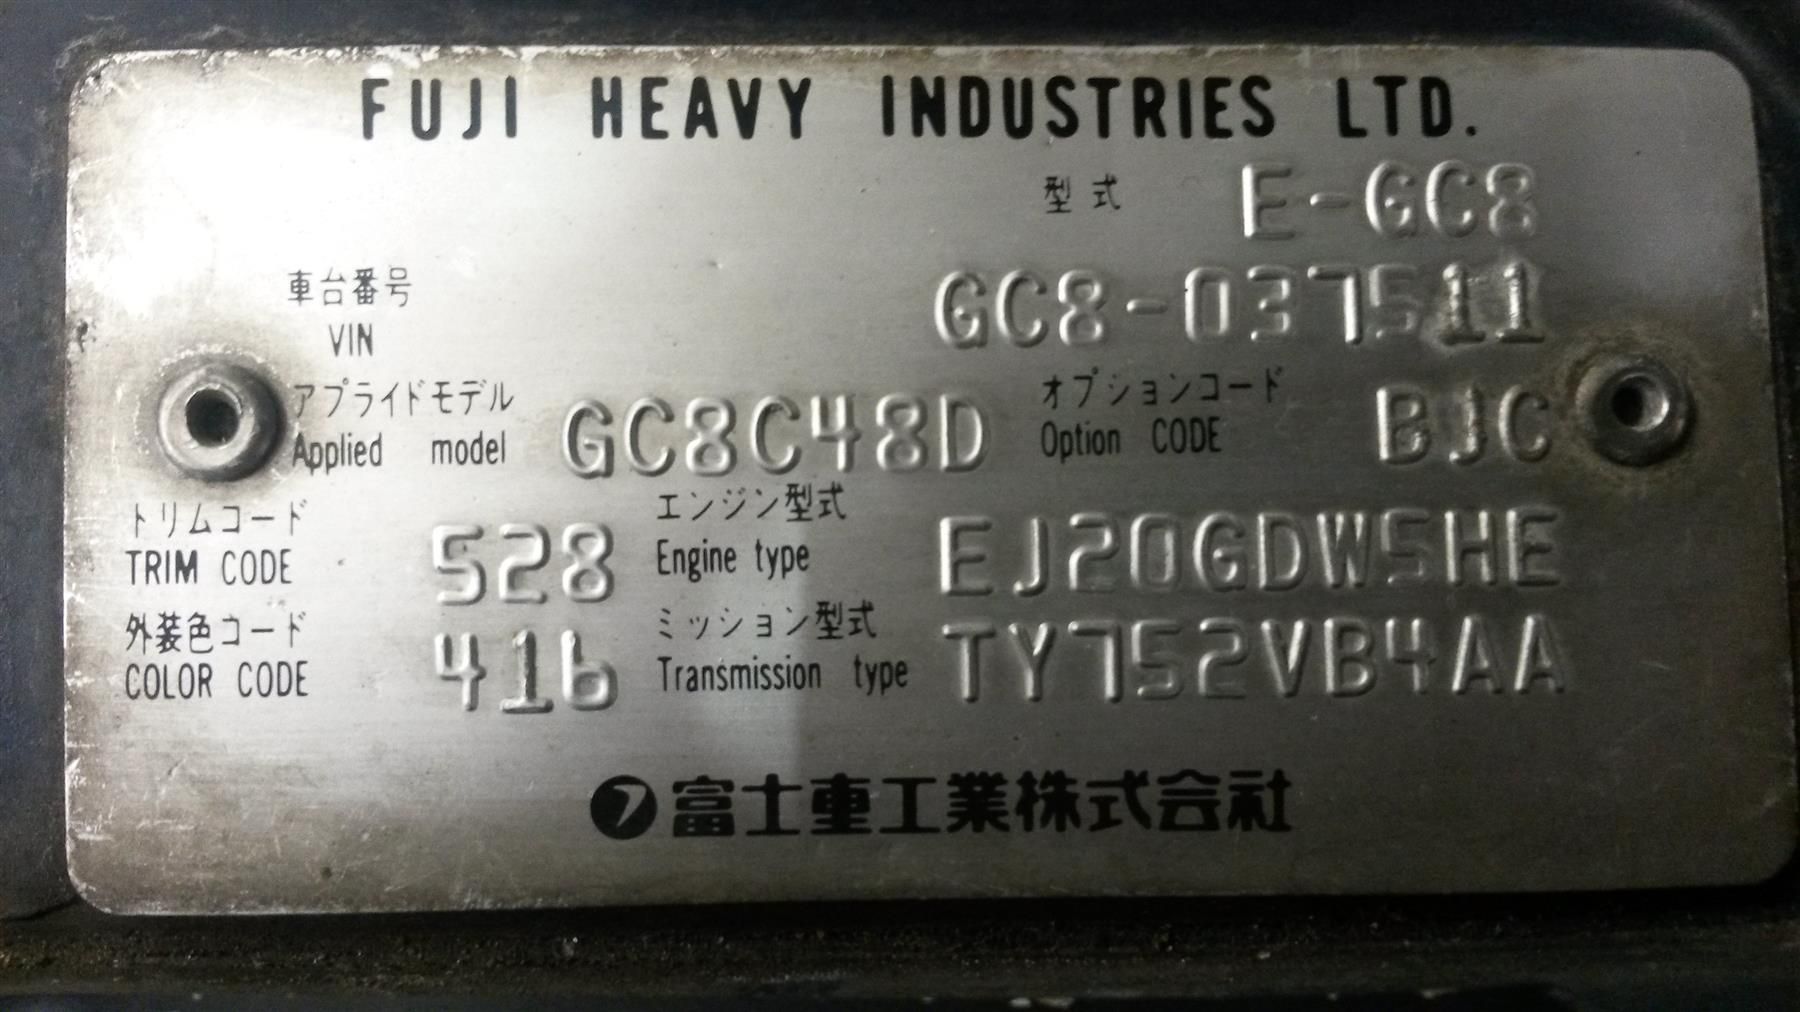 FUJI HEAVY INDUSTRIES LTD.
型式 E-GC8
車台番号
VIN GC8-037511
アプライドモデル オプションコード
Applied model GC8C48D Option CODE BJC
トリムコード エンジン型式
TRIM CODE 528 Engine type EJ20GDW5HE
外装色コード ミッション型式
COLOR CODE 416 Transmission type TY752VB4AA
フ 富士重工業株式会社